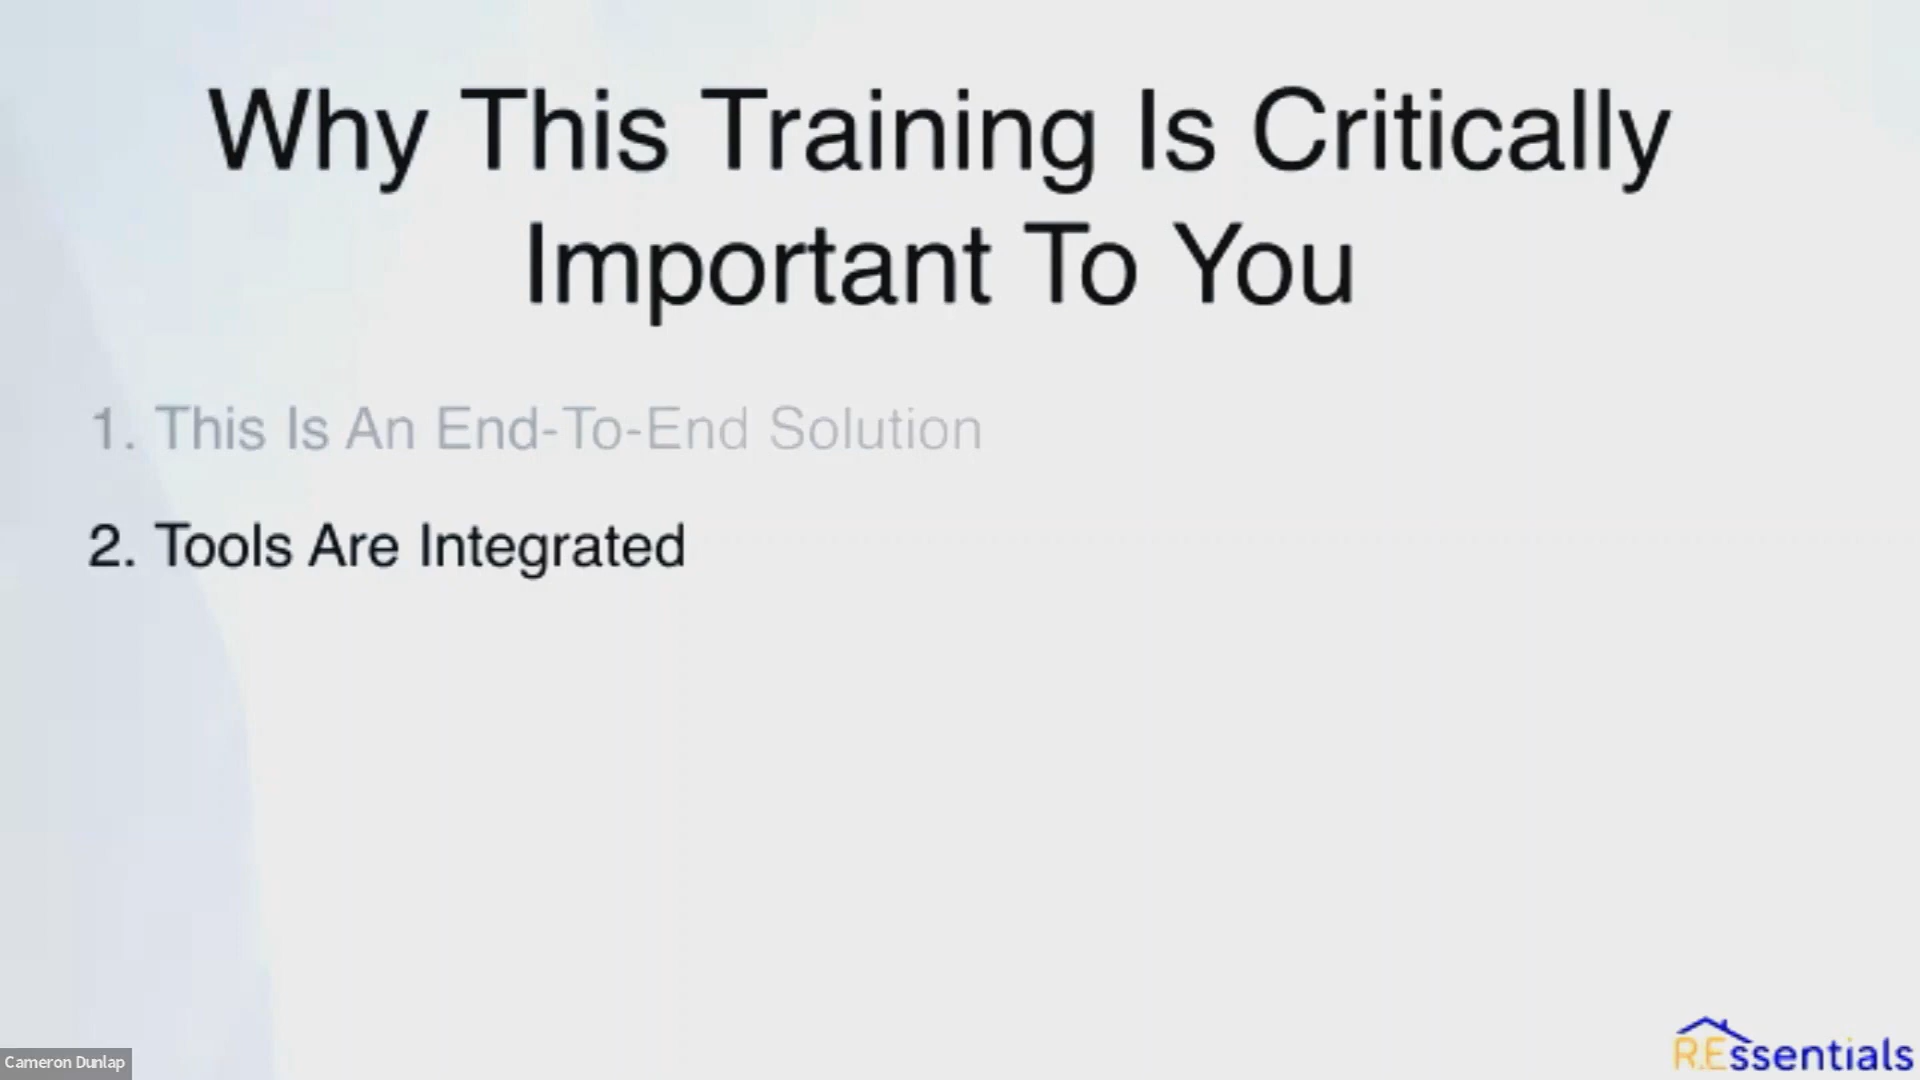 Why This Training Is Critically
Important To You
1. This Is An End-To-End Solution
2. Tools Are Integrated
Cameron Dunlap
R.Essentials